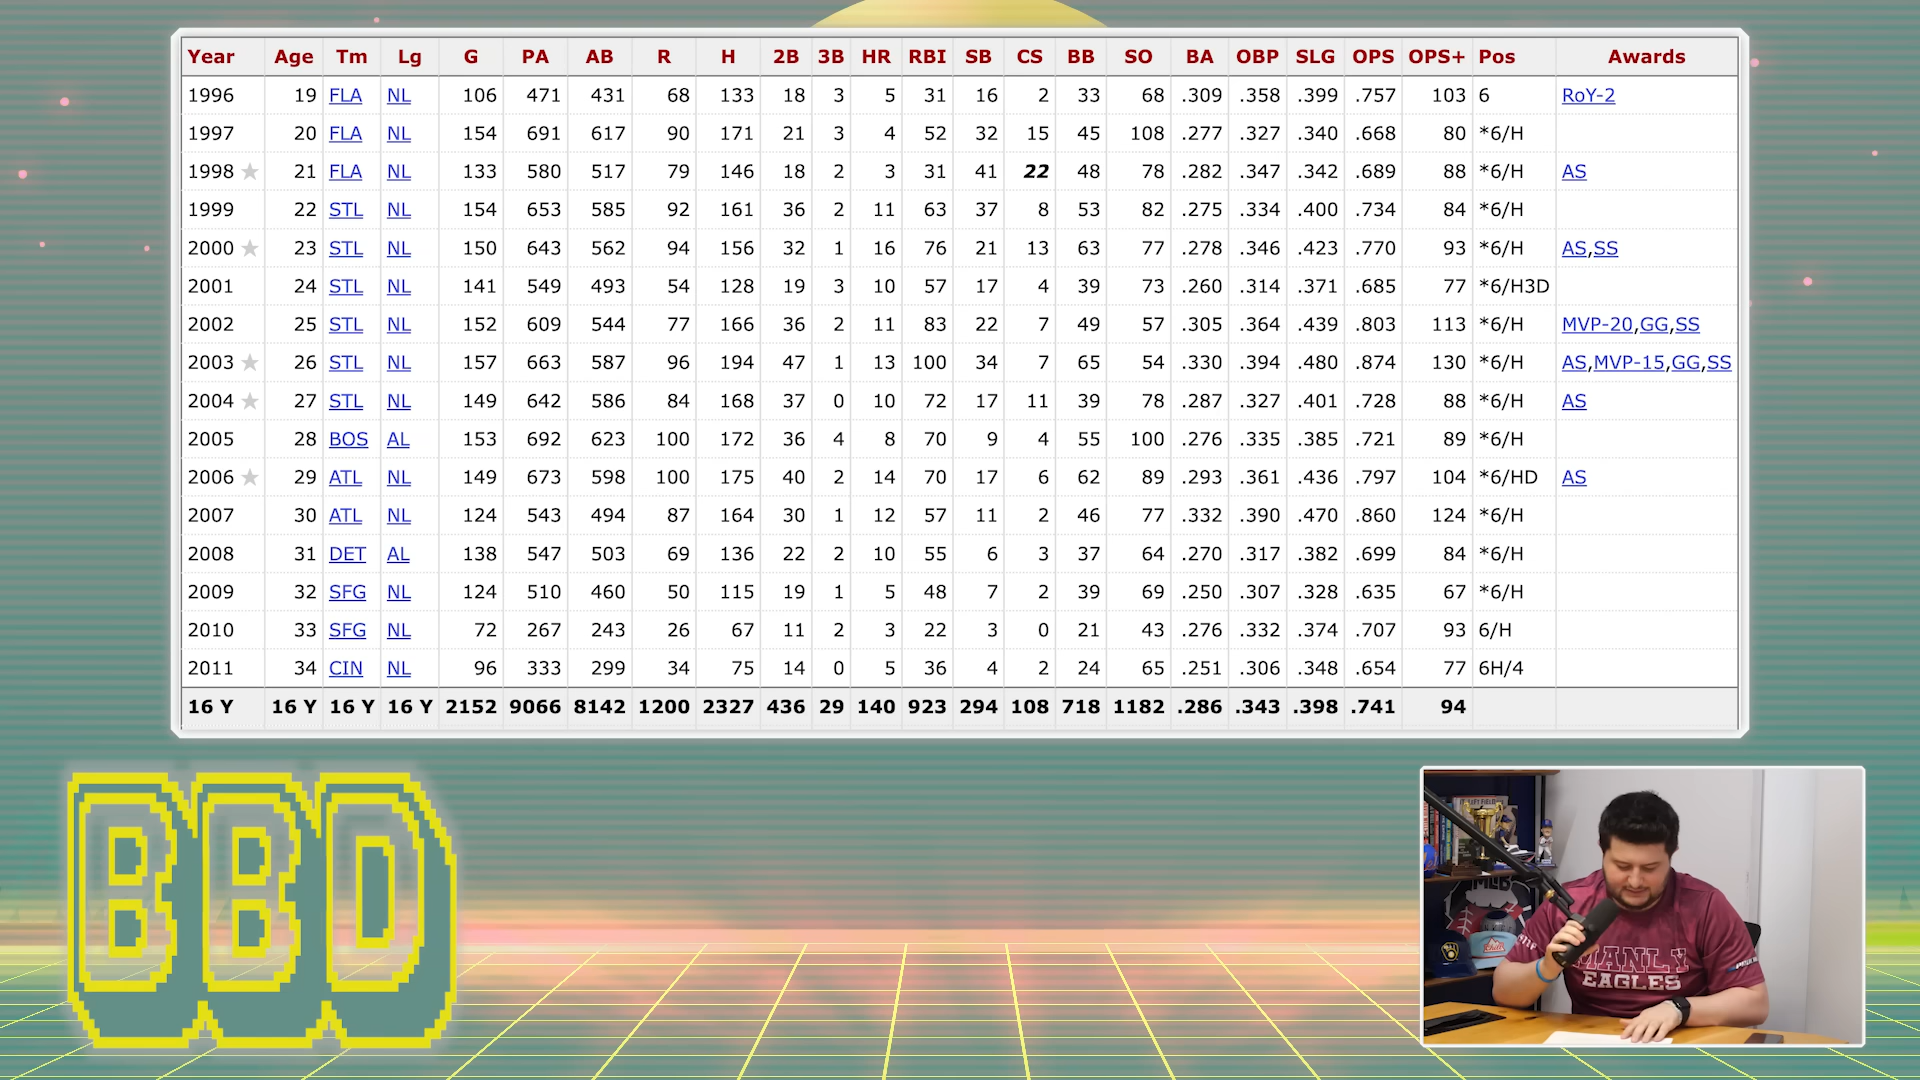 Year Age Tm Lg G PA AB R H 2B 3B HR RBI SB CS BB SO BA OBP SLG OPS OPS+ Pos Awards
1996 19 FLA NL 106 471 431 68 133 18 3 5 31 16 2 33 68 .309 .358 .399 .757 103 6 RoY-2
1997 20 FLA NL 154 691 617 90 171 21 3 4 52 32 15 45 108 .277 .327 .340 .668 80 *6/H
1998 ★ 21 FLA NL 133 580 517 79 146 18 2 3 31 41 22 48 78 .282 .347 .342 .689 88 *6/H AS
1999 22 STL NL 154 653 585 92 161 36 2 11 63 37 8 53 82 .275 .334 .400 .734 84 *6/H
2000 ★ 23 STL NL 150 643 562 94 156 32 1 16 76 21 13 63 77 .278 .346 .423 .770 93 *6/H AS,SS
2001 24 STL NL 141 549 493 54 128 19 3 10 57 17 4 39 73 .260 .314 .371 .685 77 *6/H3D
2002 25 STL NL 152 609 544 77 166 36 2 11 83 22 7 49 57 .305 .364 .439 .803 113 *6/H MVP-20,GG,SS
2003 ★ 26 STL NL 157 663 587 96 194 47 1 13 100 34 7 65 54 .330 .394 .480 .874 130 *6/H AS,MVP-15,GG,SS
2004 ★ 27 STL NL 149 642 586 84 168 37 0 10 72 17 11 39 78 .287 .327 .401 .728 88 *6/H AS
2005 28 BOS AL 153 692 623 100 172 36 4 8 70 9 4 55 100 .276 .335 .385 .721 89 *6/H
2006 ★ 29 ATL NL 149 673 598 100 175 40 2 14 70 17 6 62 89 .293 .361 .436 .797 104 *6/HD AS
2007 30 ATL NL 124 543 494 87 164 30 1 12 57 11 2 46 77 .332 .390 .470 .860 124 *6/H
2008 31 DET AL 138 547 503 69 136 22 2 10 55 6 3 37 64 .270 .317 .382 .699 84 *6/H
2009 32 SFG NL 124 510 460 50 115 19 1 5 48 7 2 39 69 .250 .307 .328 .635 67 *6/H
2010 33 SFG NL 72 267 243 26 67 11 2 3 22 3 0 21 43 .276 .332 .374 .707 93 6/H
2011 34 CIN NL 96 333 299 34 75 14 0 5 36 4 2 24 65 .251 .306 .348 .654 77 6H/4
16 Y 16 Y 16 Y 16 Y 2152 9066 8142 1200 2327 436 29 140 923 294 108 718 1182 .286 .343 .398 .741 94
BBD
MANLY
EAGLES